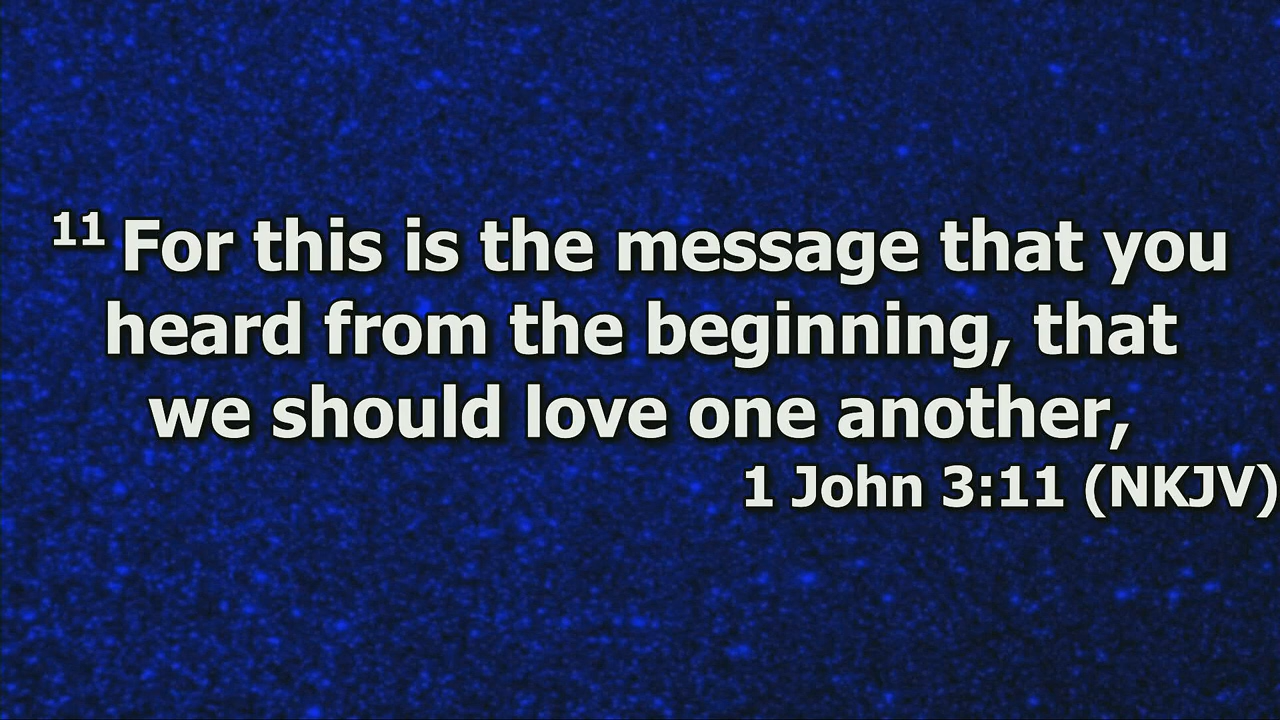 11 For this is the message that you
heard from the beginning, that
we should love one another,
1 John 3:11 (NKJV)